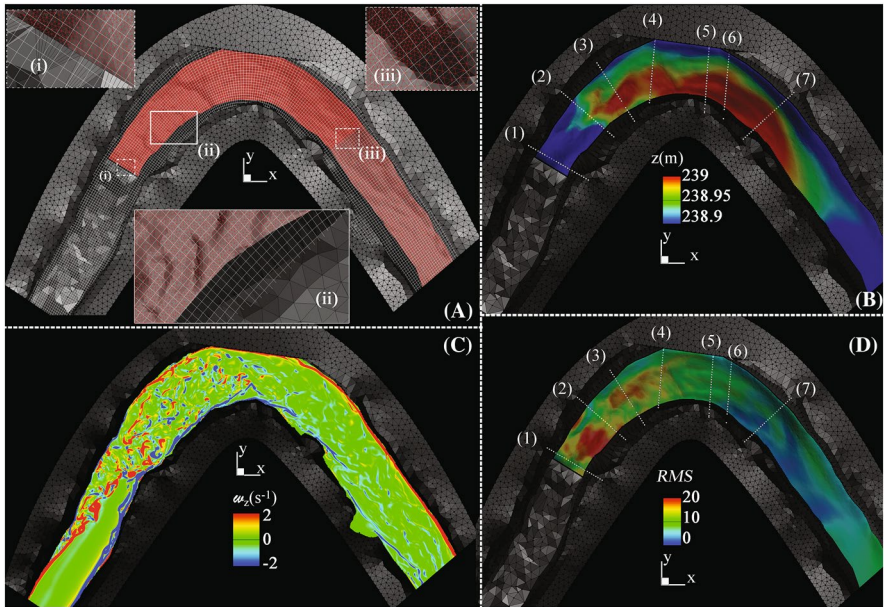 (i)
(iii)
(ii)
(iii)
(i)
y
x
(ii)
(A)
(4)
(5)
(6)
(3)
(2)
(7)
(1)
z(m)
239
238.95
238.9
y
x
(B)
(C)
y
x
ωz(s-1)
2
0
-2
(4)
(5)
(6)
(D)
(3)
(2)
(7)
(1)
RMS
20
10
0
y
x